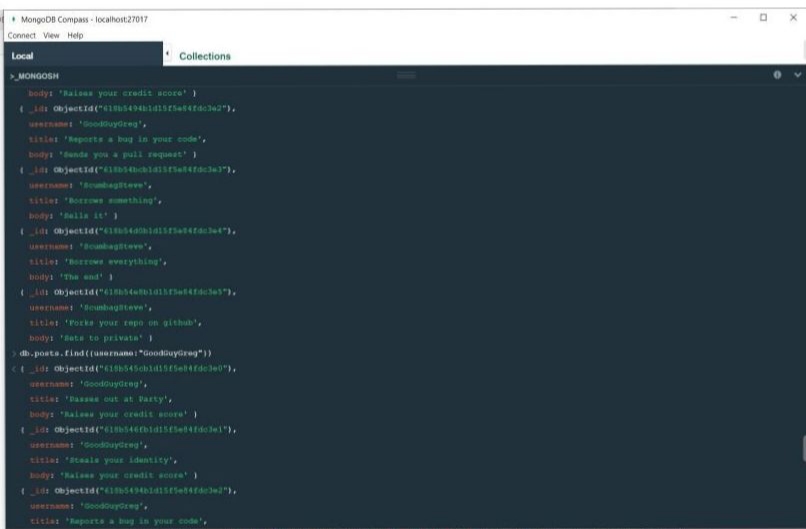 MongoDB Compass - localhost:27017
Connect View Help
Local
Collections
>_MONGOSH
body: 'Raises your credit score' }
{ _id: ObjectId("618b5494b1d15f5e84fdc3e2"),
username: 'GoodGuyGreg',
title: 'Reports a bug in your code',
body: 'Sends you a pull request' }
{ _id: ObjectId("618b54bcb1d15f5e84fdc3e3"),
username: 'ScumbagSteve',
title: 'Borrows something',
body: 'Sells it' }
{ _id: ObjectId("618b54d0b1d15f5e84fdc3e4"),
username: 'ScumbagSteve',
title: 'Borrows everything',
body: 'The end' }
{ _id: ObjectId("618b54e8b1d15f5e84fdc3e5"),
username: 'ScumbagSteve',
title: 'Forks your repo on github',
body: 'Sets to private' }
> db.posts.find({username:"GoodGuyGreg"})
< { _id: ObjectId("618b545cb1d15f5e84fdc3e0"),
username: 'GoodGuyGreg',
title: 'Passes out at Party',
body: 'Raises your credit score' }
{ _id: ObjectId("618b546fb1d15f5e84fdc3e1"),
username: 'GoodGuyGreg',
title: 'Steals your identity',
body: 'Raises your credit score' }
{ _id: ObjectId("618b5494b1d15f5e84fdc3e2"),
username: 'GoodGuyGreg',
title: 'Reports a bug in your code',